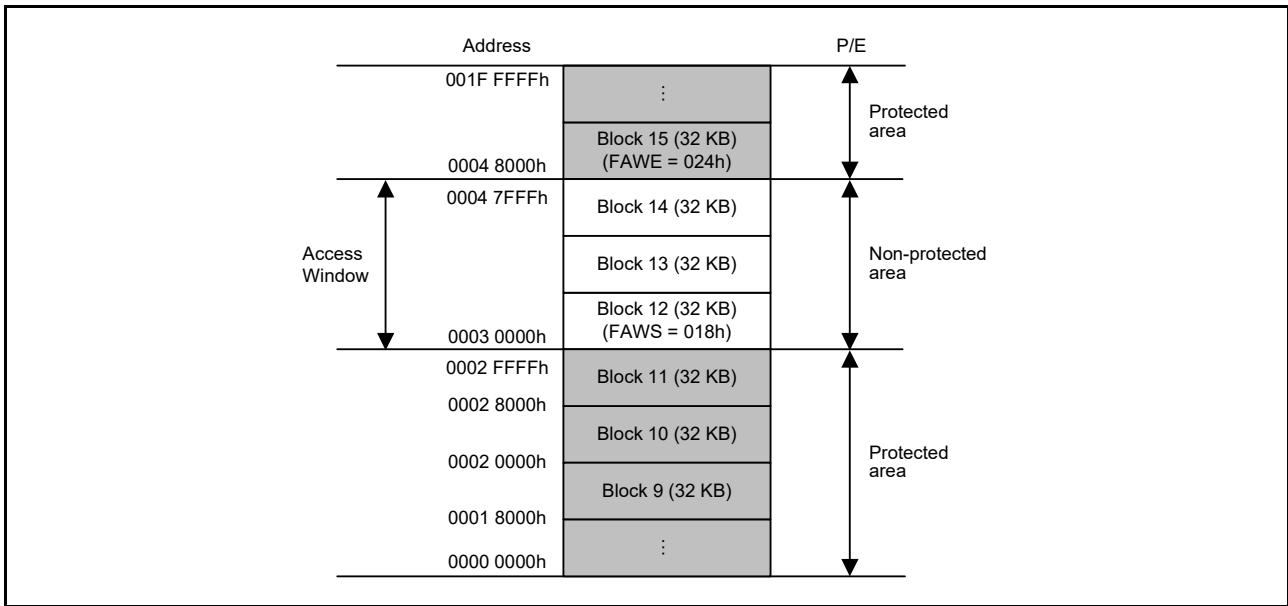 Address
P/E
001F FFFFh
⋮
Protected
area
Block 15 (32 KB)
(FAWE = 024h)
0004 8000h
0004 7FFFh
Block 14 (32 KB)
Access
Window
Block 13 (32 KB)
Non-protected
area
Block 12 (32 KB)
(FAWS = 018h)
0003 0000h
0002 FFFFh
Block 11 (32 KB)
0002 8000h
Block 10 (32 KB)
Protected
area
0002 0000h
Block 9 (32 KB)
0001 8000h
⋮
0000 0000h